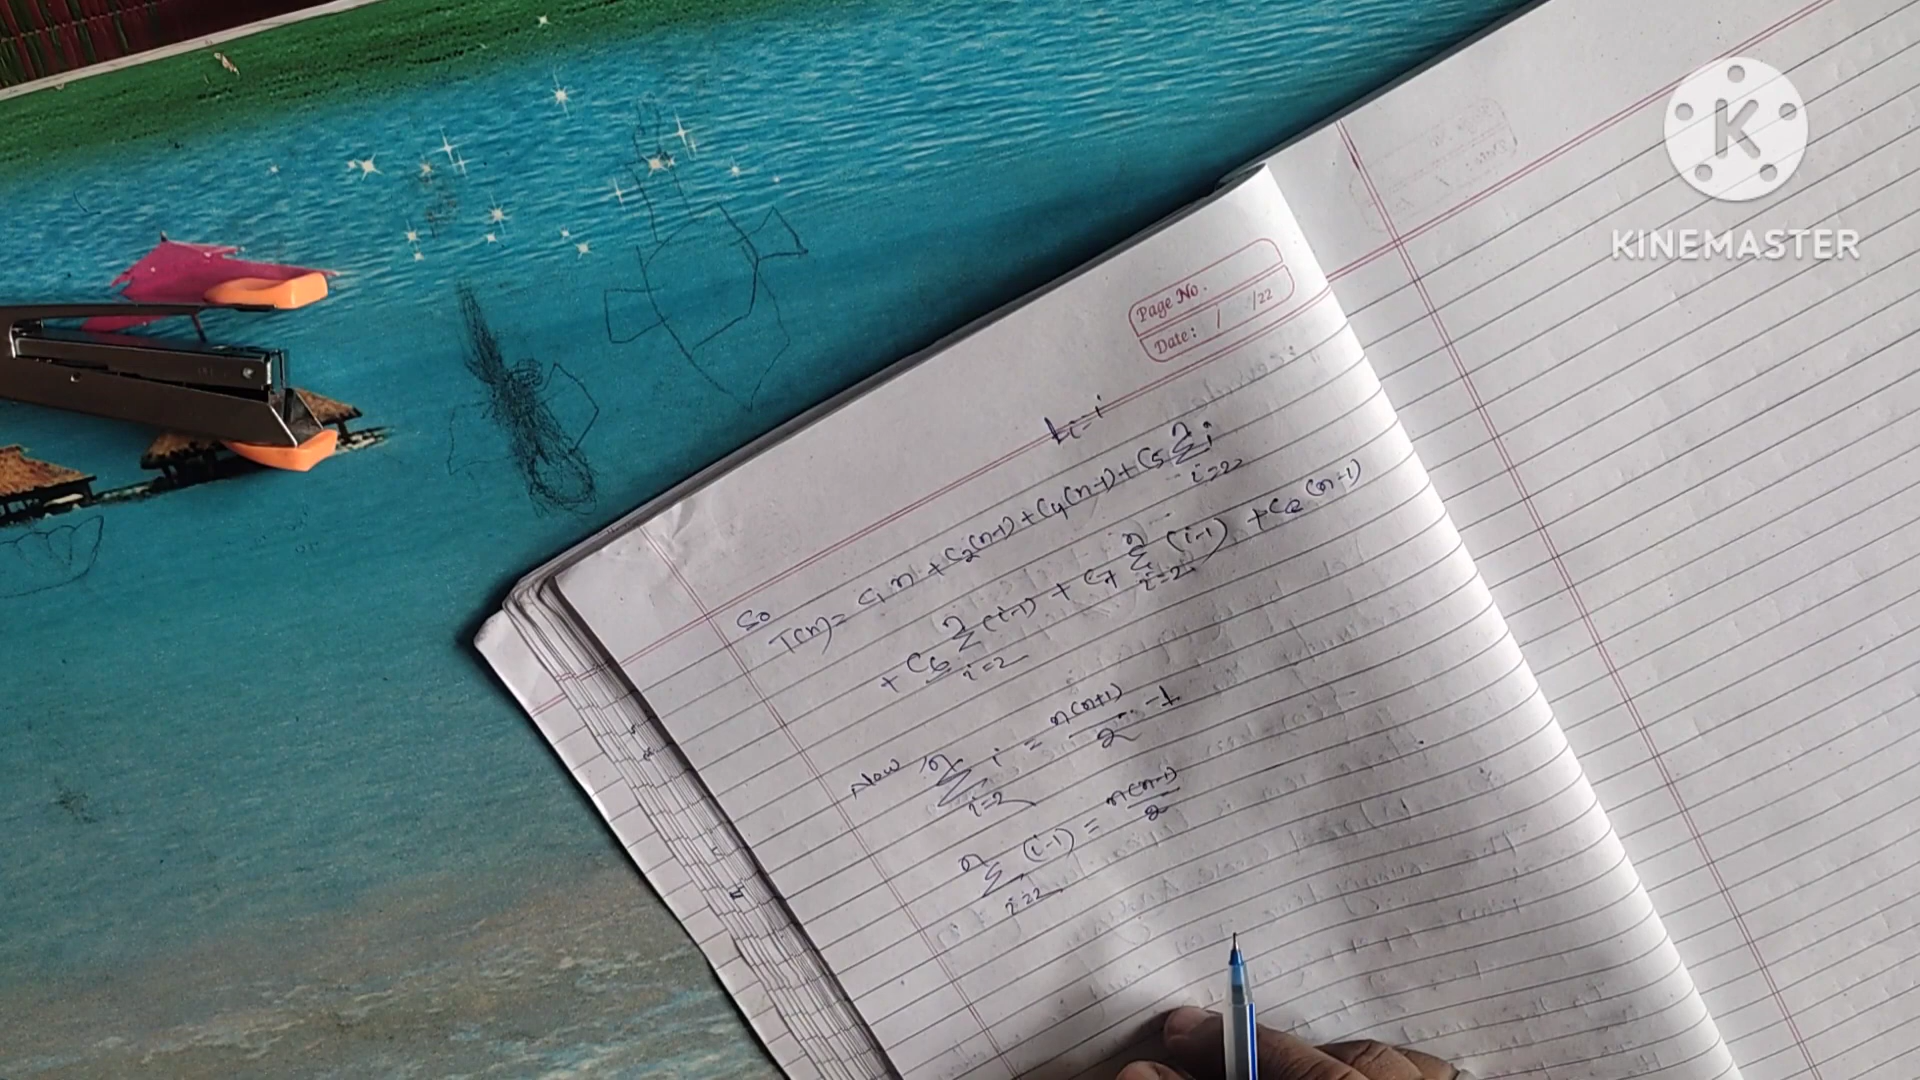 K
KINEMASTER
Page No.
Date: / /22
ti=i
So
T(n)= C1 n + C2(n-1) + C4(n-1) + C5 n∑i=2 i
+ C6 n∑i=2 (i-1) + C7 n∑i=2 (i-1) + C8 (n-1)
Now n∑i=2 i = n(n+1)/2 - 1
n∑i=2 (i-1) = n(n-1)/2